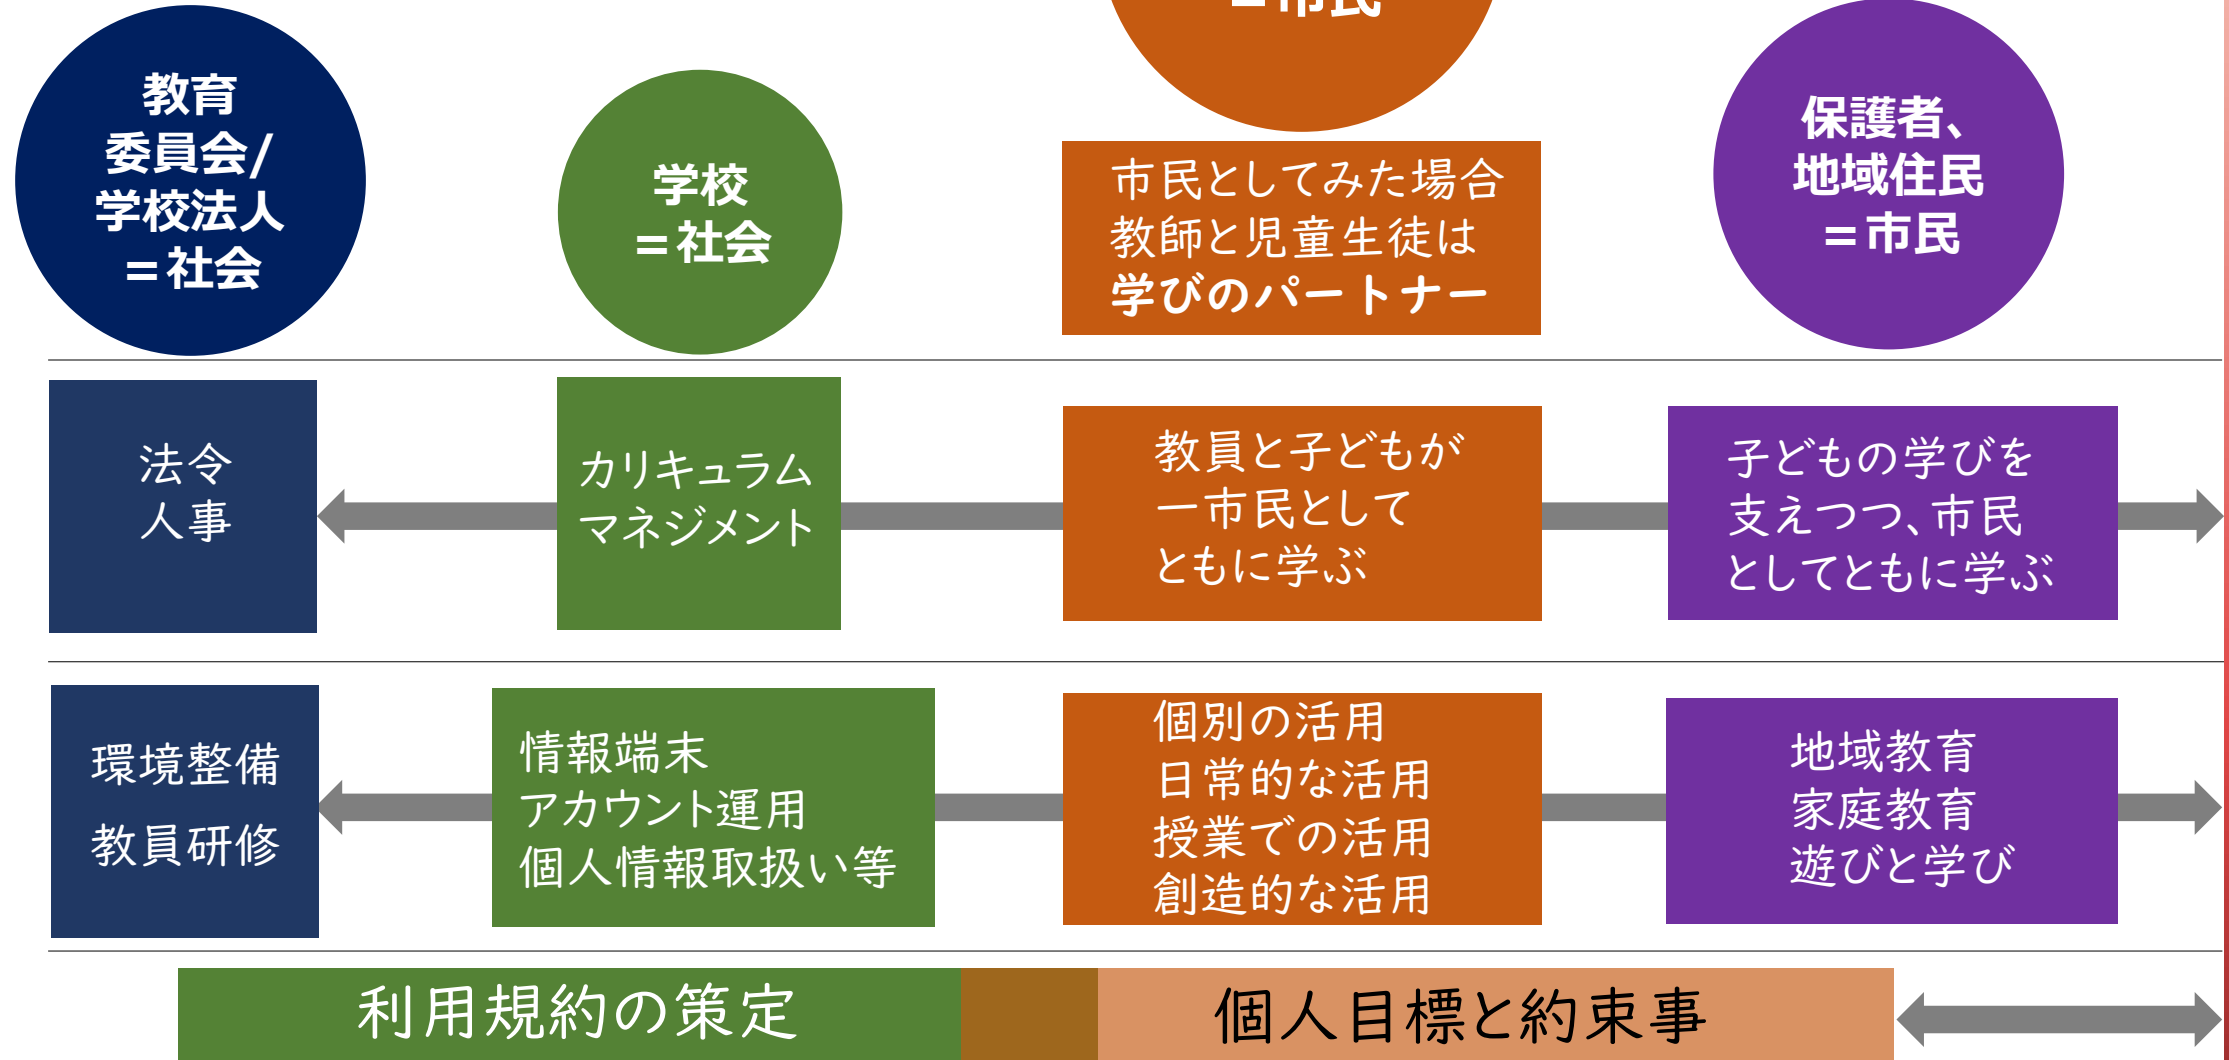 教育
委員会/
学校法人
=社会
学校
=社会
=市民
市民としてみた場合
教師と児童生徒は
学びのパートナー
保護者、
地域住民
=市民
法令
人事
カリキュラム
マネジメント
教員と子どもが
一市民として
ともに学ぶ
子どもの学びを
支えつつ、市民
としてともに学ぶ
環境整備
教員研修
情報端末
アカウント運用
個人情報取扱い等
個別の活用
日常的な活用
授業での活用
創造的な活用
地域教育
家庭教育
遊びと学び
利用規約の策定
個人目標と約束事